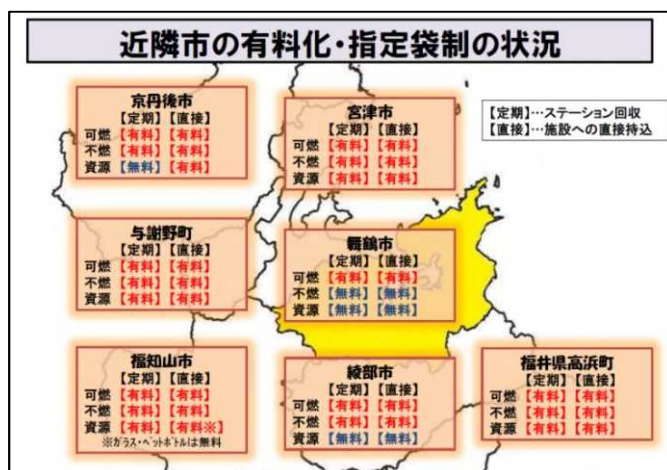 近隣市の有料化・指定袋制の状況
【定期】…ステーション回収
【直接】…施設への直接持込
京丹後市
【定期】【直接】
可燃【有料】【有料】
不燃【有料】【有料】
資源【無料】【有料】
宮津市
【定期】【直接】
可燃【有料】【有料】
不燃【有料】【有料】
資源【有料】【有料】
与謝野町
【定期】【直接】
可燃【有料】【有料】
不燃【有料】【有料】
資源【有料】【有料】
舞鶴市
【定期】【直接】
可燃【有料】【有料】
不燃【無料】【無料】
資源【無料】【無料】
福知山市
【定期】【直接】
可燃【有料】【有料】
不燃【有料】【有料】
資源【有料】【有料※】
※ガラス・ペットボトルは無料
綾部市
【定期】【直接】
可燃【有料】【有料】
不燃【有料】【有料】
資源【無料】【無料】
福井県高浜町
【定期】【直接】
可燃【有料】【有料】
不燃【有料】【有料】
資源【有料】【有料】